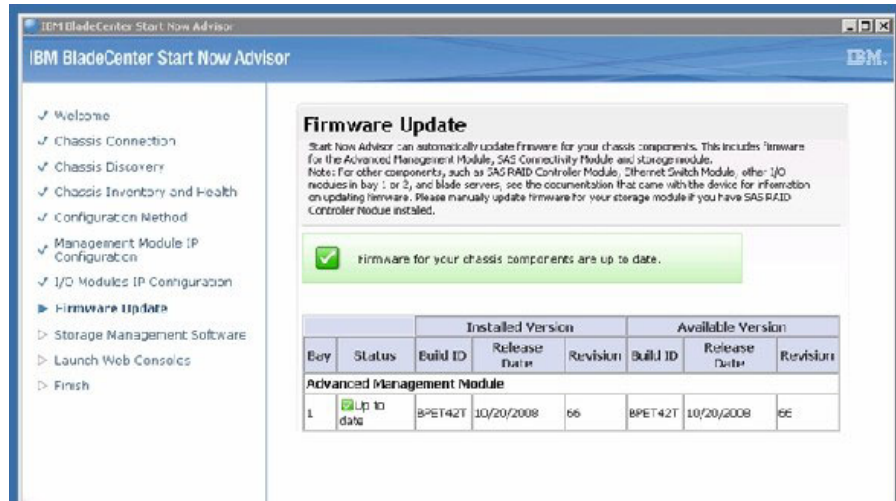 IBM BladeCenter Start Now Advisor
IBM BladeCenter Start Now Advisor
IBM.
Welcome
Chassis Connection
Chassis Discovery
Chassis Inventory and Health
Configuration Method
Management Module IP
Configuration
I/O Modules IP Configuration
Firmware Update
Storage Management Software
Launch Web Consoles
Finish
Firmware Update
Start Now Advisor can automatically update firmware for your chassis components. This includes firmware
for the Advanced Management Module, SAS Connectivity Module and storage module.
Note: For other components, such as SAS RAID Controller Module, Ethernet Switch Module, other I/O
modules in bay 1 or 2, and blade servers, see the documentation that came with the device for information
on updating firmware. Please manually update firmware for your storage module if you have SAS RAID
Controller Module installed.
Firmware for your chassis components are up to date.
Installed Version Available Version
Bay Status Build ID Release Date Revision Build ID Release Date Revision
Advanced Management Module
1 Up to date BPET42T 10/20/2008 66 BPET42T 10/20/2008 66